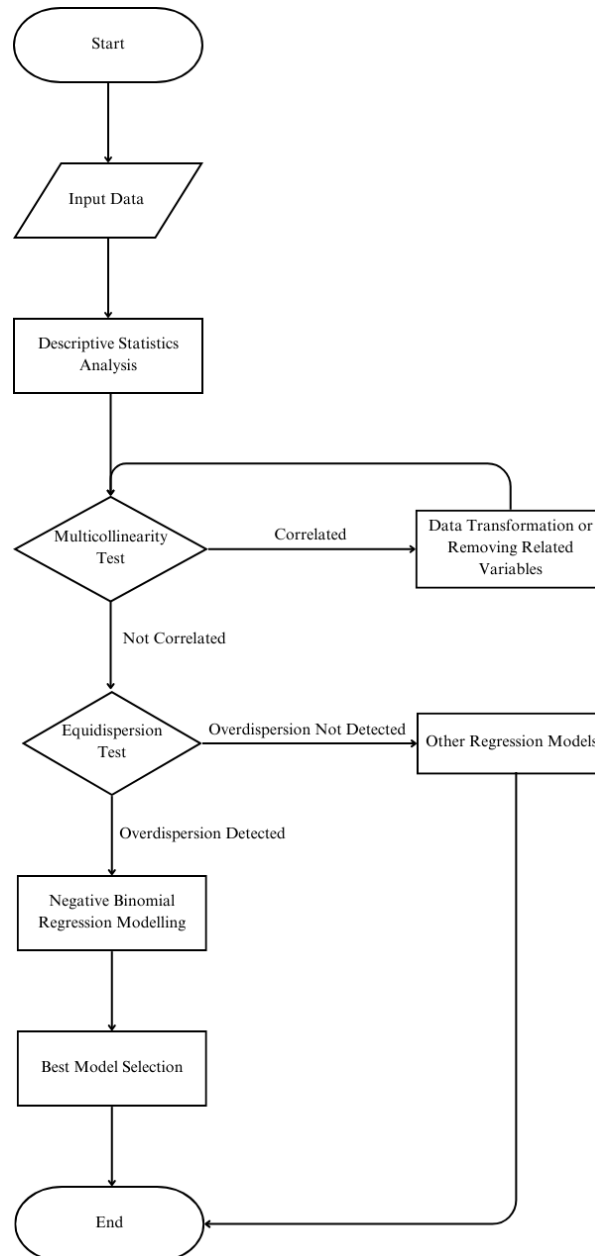 Start
Input Data
Descriptive Statistics
Analysis
Multicollinearity
Test
Correlated
Data Transformation or
Removing Related
Variables
Not Correlated
Equidispersion
Test
Overdispersion Not Detected
Other Regression Models
Overdispersion Detected
Negative Binomial
Regression Modelling
Best Model Selection
End